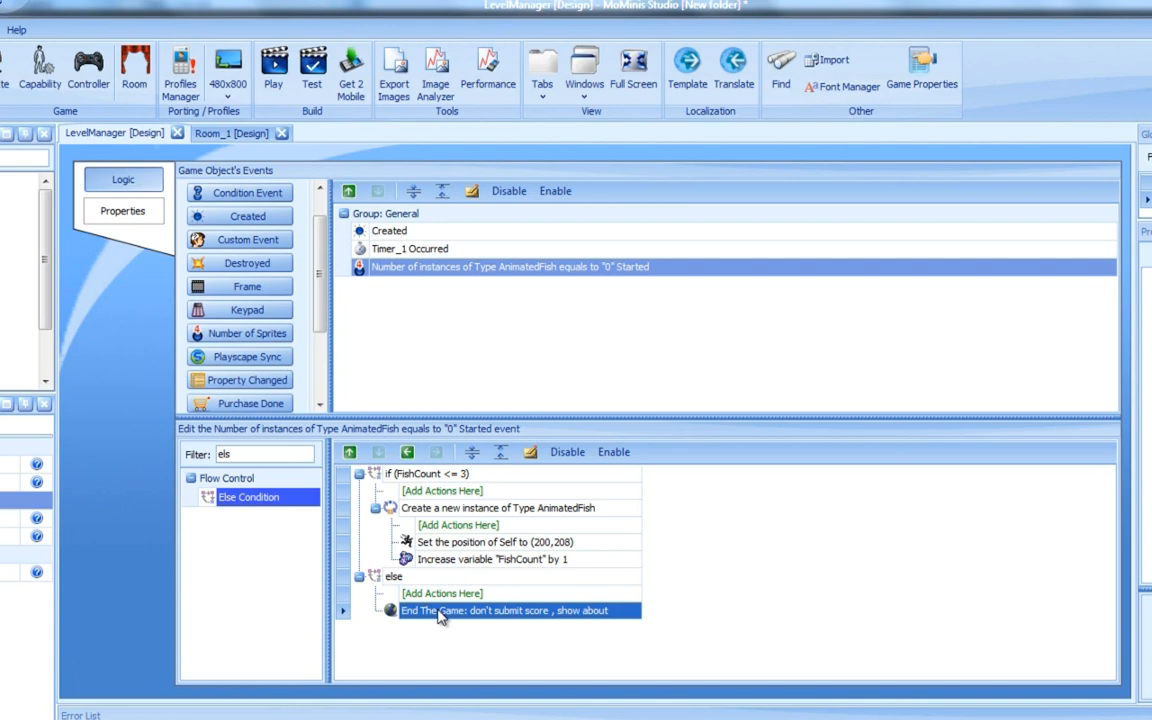 LevelManager [Design] - MoMinis Studio [New folder] *
Help
Capability
Controller
Room
Profiles Manager
480x800
Play
Test
Get 2 Mobile
Export Images
Image Analyzer
Performance
Tabs
Windows
Full Screen
Template
Translate
Find
Import
Font Manager
Game Properties
Game
Porting / Profiles
Build
Tools
View
Localization
Other
LevelManager [Design]
Room_1 [Design]
Logic
Properties
Game Object's Events
Condition Event
Created
Custom Event
Destroyed
Frame
Keypad
Number of Sprites
Playscape Sync
Property Changed
Purchase Done
Disable
Enable
Group: General
Created
Timer_1 Occurred
Number of instances of Type AnimatedFish equals to "0" Started
Edit the Number of instances of Type AnimatedFish equals to "0" Started event
Filter: els
Flow Control
Else Condition
Disable
Enable
if (FishCount <= 3)
[Add Actions Here]
Create a new instance of Type AnimatedFish
[Add Actions Here]
Set the position of Self to (200,208)
Increase variable "FishCount" by 1
else
[Add Actions Here]
End The Game: don't submit score , show about
Error List